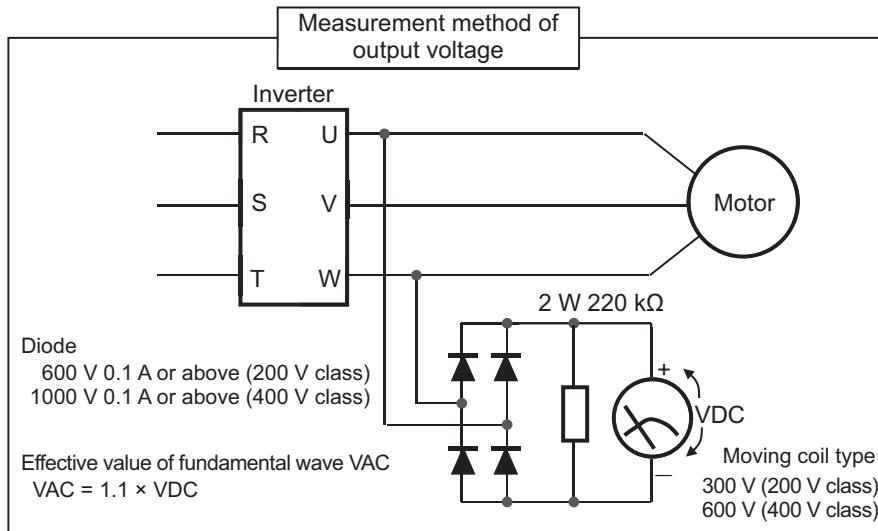 Measurement method of
output voltage
Inverter
R U
S V
T W
Motor
2 W 220 kΩ
Diode
600 V 0.1 A or above (200 V class)
1000 V 0.1 A or above (400 V class)
+
VDC
—
Effective value of fundamental wave VAC
VAC = 1.1 × VDC
Moving coil type
300 V (200 V class)
600 V (400 V class)